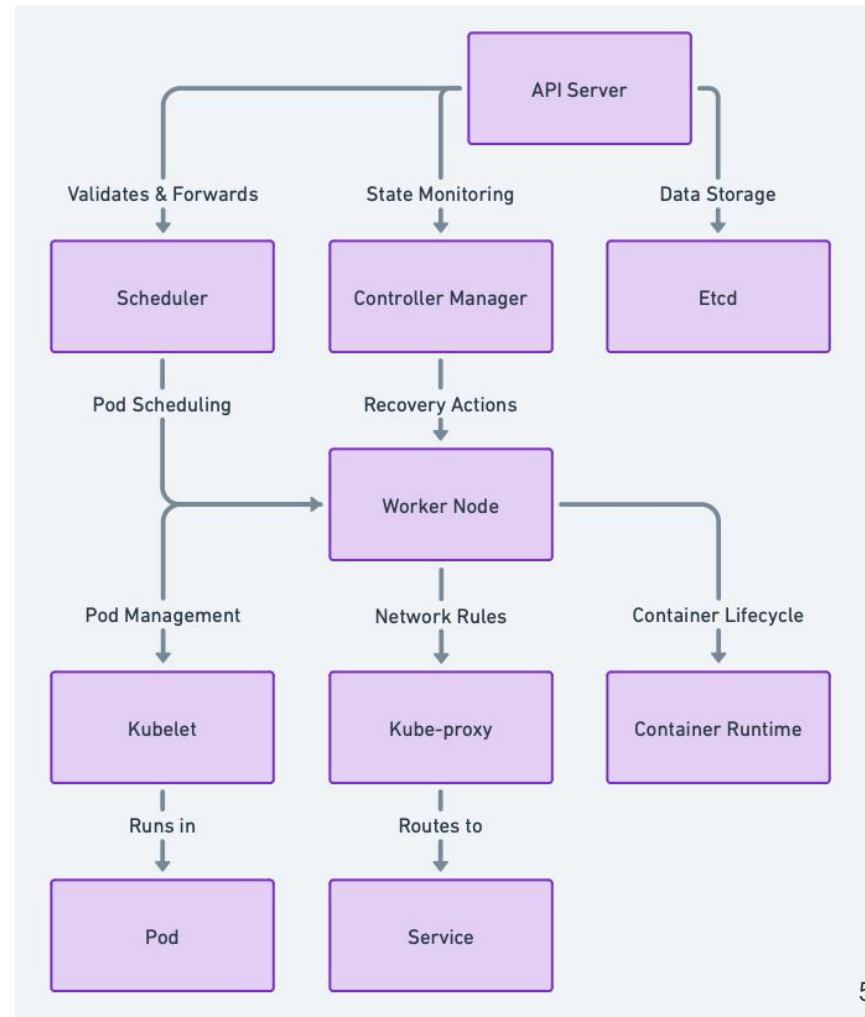 API Server
Validates & Forwards
State Monitoring
Data Storage
Scheduler
Controller Manager
Etcd
Pod Scheduling
Recovery Actions
Worker Node
Pod Management
Network Rules
Container Lifecycle
Kubelet
Kube-proxy
Container Runtime
Runs in
Routes to
Pod
Service
5